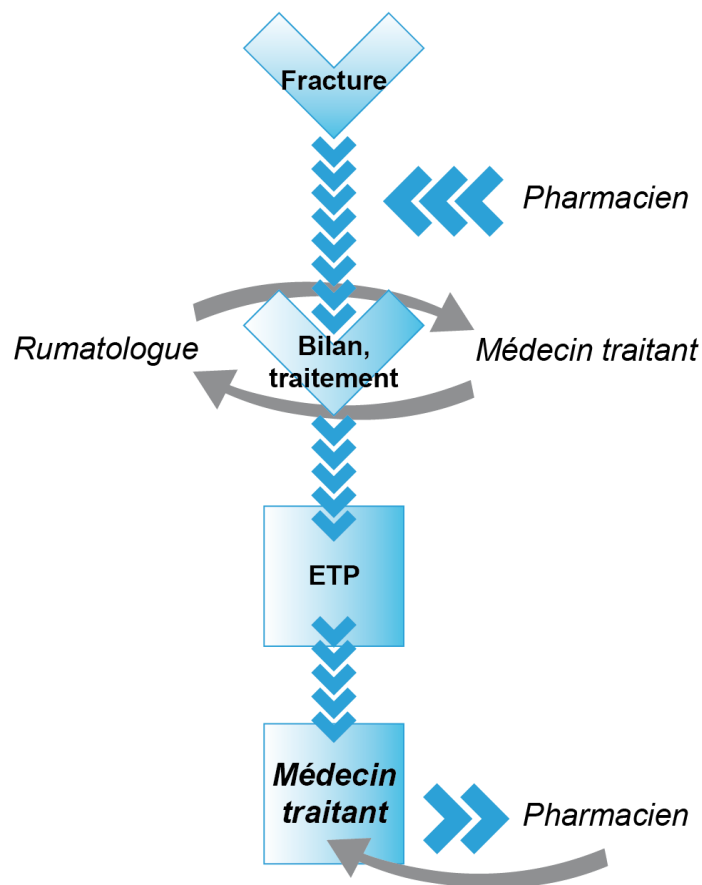 Fracture
Pharmacien
Rumatologue
Bilan,
traitement
Médecin traitant
ETP
Médecin
traitant
Pharmacien